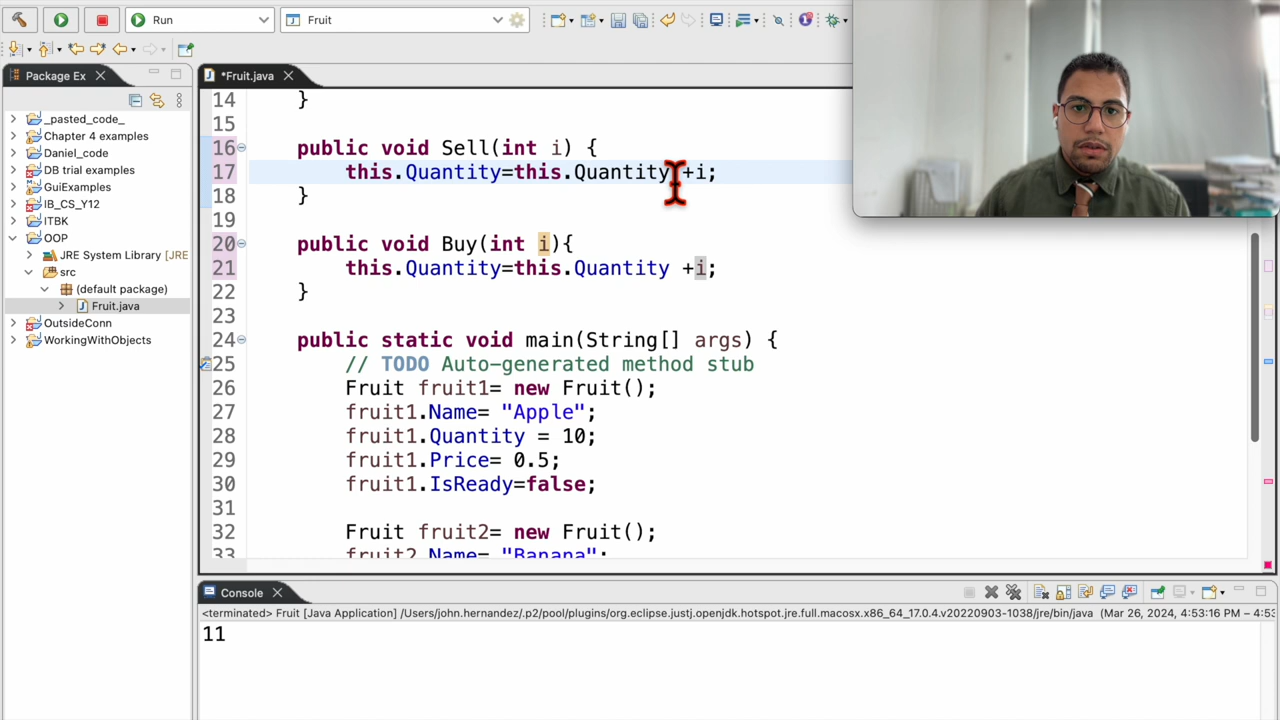 Run
Fruit
Package Ex
*Fruit.java
_pasted_code_
Chapter 4 examples
Daniel_code
DB trial examples
GuiExamples
IB_CS_Y12
ITBK
OOP
JRE System Library [JRE
src
(default package)
Fruit.java
OutsideConn
WorkingWithObjects
14 }
15
16 public void Sell(int i) {
17 this.Quantity=this.Quantity +i;
18 }
19
20 public void Buy(int i){
21 this.Quantity=this.Quantity +i;
22 }
23
24 public static void main(String[] args) {
25 // TODO Auto-generated method stub
26 Fruit fruit1= new Fruit();
27 fruit1.Name= "Apple";
28 fruit1.Quantity = 10;
29 fruit1.Price= 0.5;
30 fruit1.IsReady=false;
31
32 Fruit fruit2= new Fruit();
33 fruit2.Name= "Banana";
Console
<terminated> Fruit [Java Application] /Users/john.hernandez/.p2/pool/plugins/org.eclipse.justj.openjdk.hotspot.jre.full.macosx.x86_64_17.0.4.v20220903-1038/jre/bin/java (Mar 26, 2024, 4:53:16 PM – 4:53
11